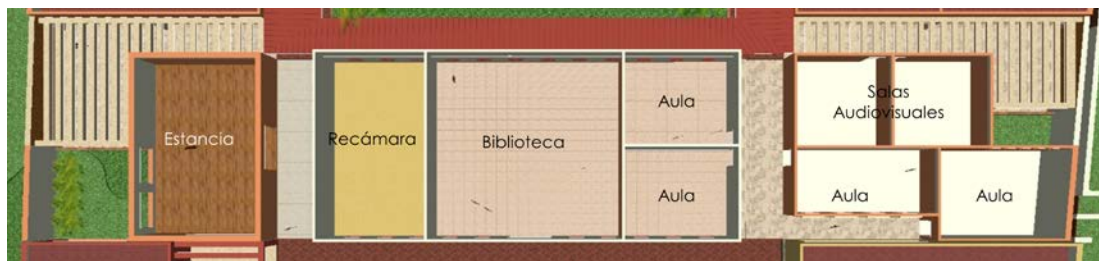 Estancia
Recámara
Biblioteca
Aula
Aula
Salas
Audiovisuales
Aula
Aula